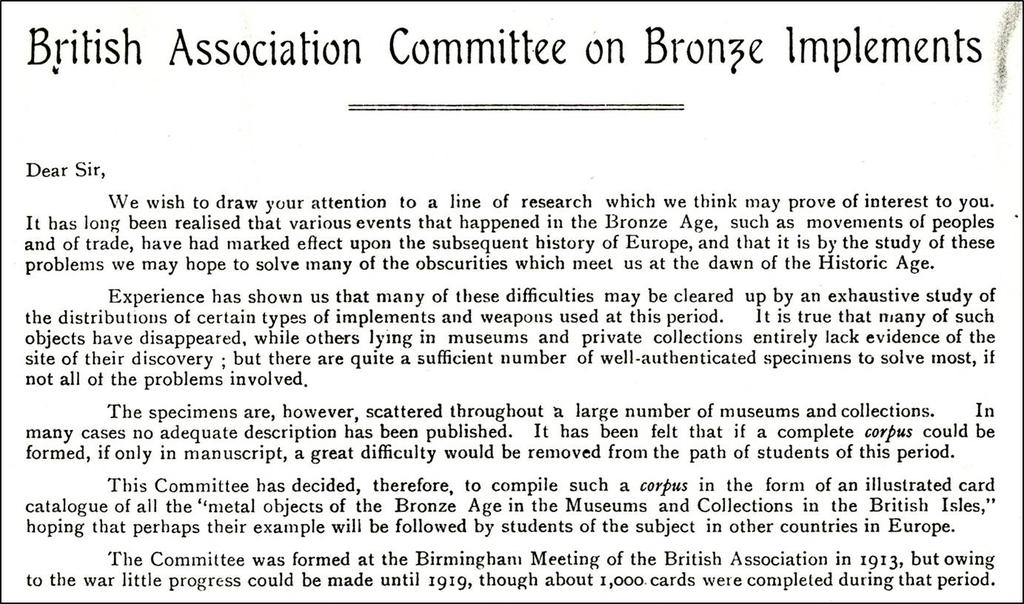 British Association Committee on Bronze Implements
Dear Sir,
We wish to draw your attention to a line of research which we think may prove of interest to you.
It has long been realised that various events that happened in the Bronze Age, such as movements of peoples
and of trade, have had marked effect upon the subsequent history of Europe, and that it is by the study of these
problems we may hope to solve many of the obscurities which meet us at the dawn of the Historic Age.
Experience has shown us that many of these difficulties may be cleared up by an exhaustive study of
the distributions of certain types of implements and weapons used at this period. It is true that many of such
objects have disappeared, while others lying in museums and private collections entirely lack evidence of the
site of their discovery ; but there are quite a sufficient number of well-authenticated specimens to solve most, if
not all of the problems involved.
The specimens are, however, scattered throughout a large number of museums and collections. In
many cases no adequate description has been published. It has been felt that if a complete corpus could be
formed, if only in manuscript, a great difficulty would be removed from the path of students of this period.
This Committee has decided, therefore, to compile such a corpus in the form of an illustrated card
catalogue of all the "metal objects of the Bronze Age in the Museums and Collections in the British Isles,"
hoping that perhaps their example will be followed by students of the subject in other countries in Europe.
The Committee was formed at the Birmingham Meeting of the British Association in 1913, but owing
to the war little progress could be made until 1919, though about 1,000 cards were completed during that period.